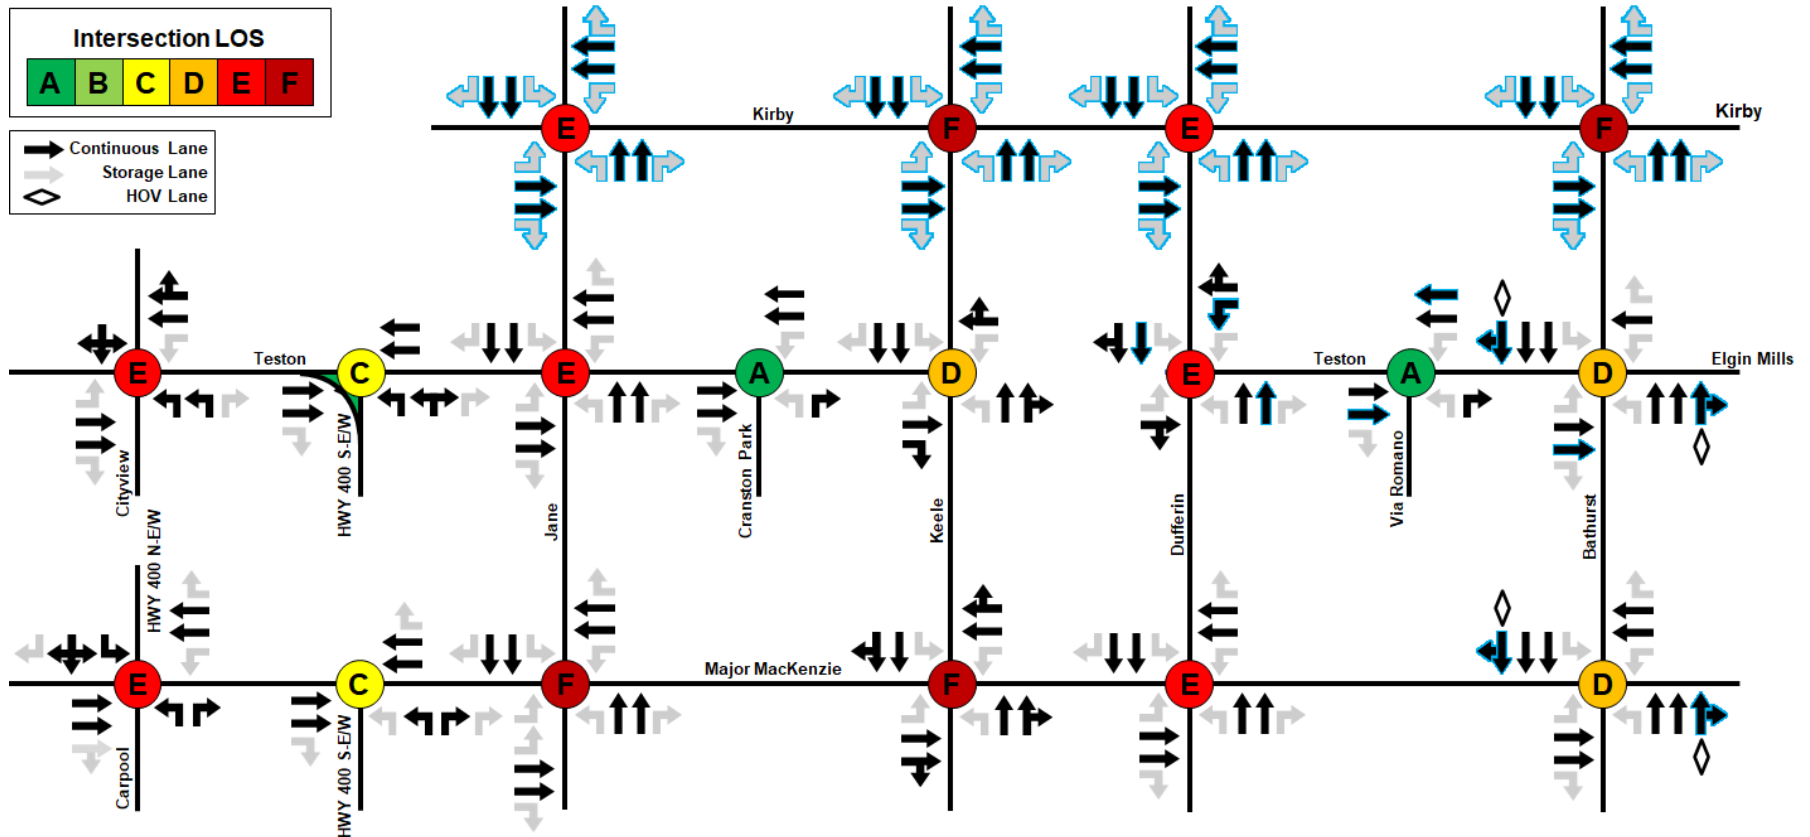 Intersection LOS
A B C D E F
Continuous Lane
Storage Lane
HOV Lane
Kirby
Kirby
E
F
E
F
Teston
Teston
Elgin Mills
E
C
E
A
D
E
A
D
Cityview
HWY 400 S-E/W
Jane
Cranston Park
Keele
Dufferin
Via Romano
Bathurst
HWY 400 N-E/W
Major MacKenzie
E
C
F
F
E
D
Carpool
HWY 400 S-E/W